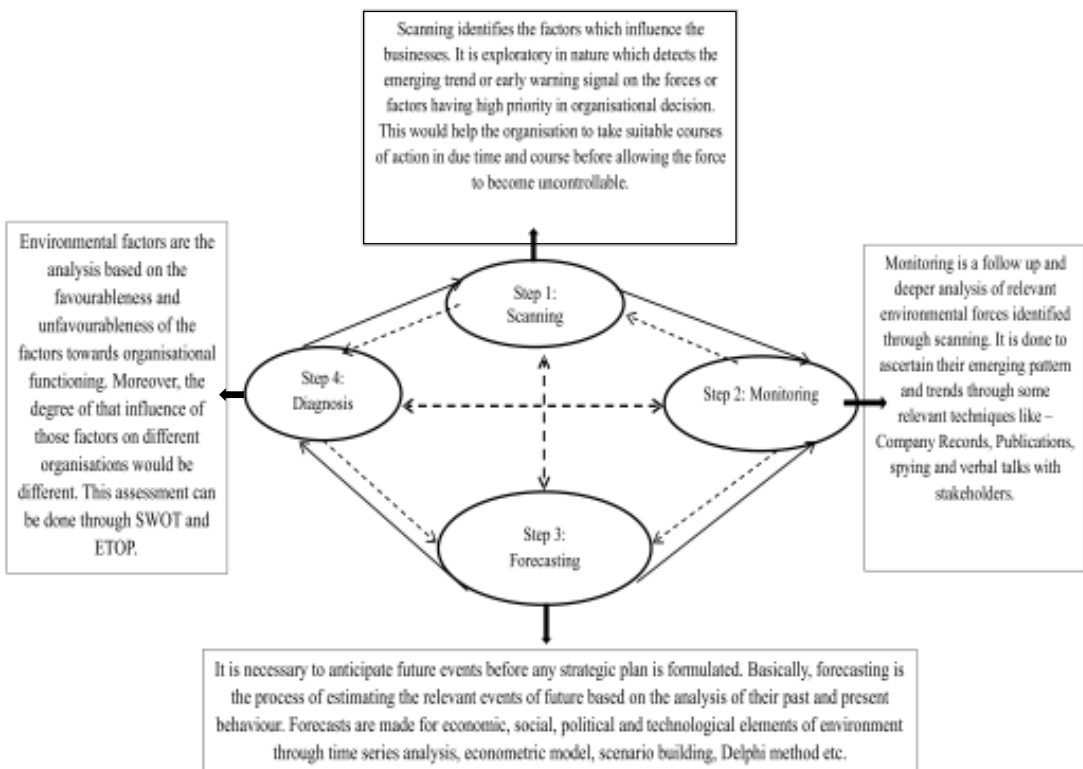 Scanning identifies the factors which influence the
businesses. It is exploratory in nature which detects the
emerging trend or early warning signal on the forces or
factors having high priority in organisational decision.
This would help the organisation to take suitable courses
of action in due time and course before allowing the force
to become uncontrollable.
Step 1:
Scanning
Environmental factors are the
analysis based on the
favourableness and
unfavourableness of the
factors towards organisational
functioning. Moreover, the
degree of that influence of
those factors on different
organisations would be
different. This assessment can
be done through SWOT and
ETOP.
Step 4:
Diagnosis
Step 2: Monitoring
Monitoring is a follow up and
deeper analysis of relevant
environmental forces identified
through scanning. It is done to
ascertain their emerging pattern
and trends through some
relevant techniques like –
Company Records, Publications,
spying and verbal talks with
stakeholders.
Step 3:
Forecasting
It is necessary to anticipate future events before any strategic plan is formulated. Basically, forecasting is
the process of estimating the relevant events of future based on the analysis of their past and present
behaviour. Forecasts are made for economic, social, political and technological elements of environment
through time series analysis, econometric model, scenario building, Delphi method etc.